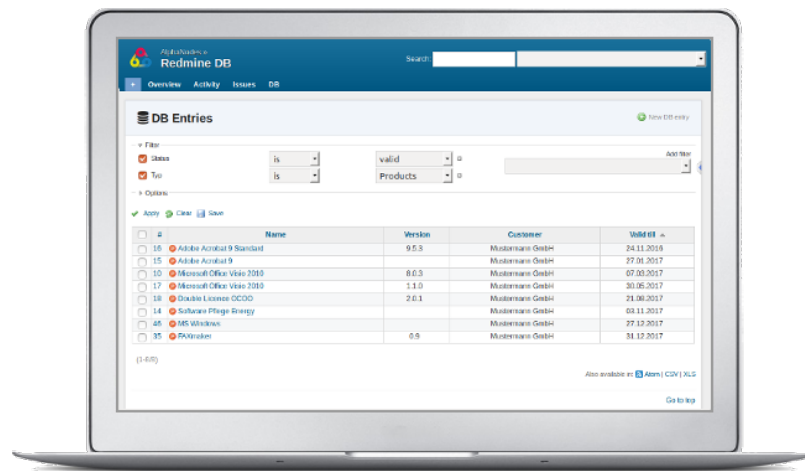 AlphaNodes »
Redmine DB
Search:
+ Overview Activity Issues DB
DB Entries
New DB entry
Filter
Status is valid
Add filter
Typ is Products
Options
Apply Clear Save
# Name Version Customer Valid till
16 Adobe Acrobat 9 Standard 9.5.3 Mustermann GmbH 24.11.2016
15 Adobe Acrobat 9 Mustermann GmbH 27.01.2017
10 Microsoft Office Visio 2010 8.0.3 Mustermann GmbH 07.03.2017
17 Microsoft Office Visio 2010 1.1.0 Mustermann GmbH 30.05.2017
18 Double Licence OCOO 2.0.1 Mustermann GmbH 21.08.2017
14 Software Pflege Energy Mustermann GmbH 03.11.2017
46 MS Windows Mustermann GmbH 27.12.2017
35 FAXmaker 0.9 Mustermann GmbH 31.12.2017
(1-8/8)
Also available in: Atom | CSV | XLS
Go to top